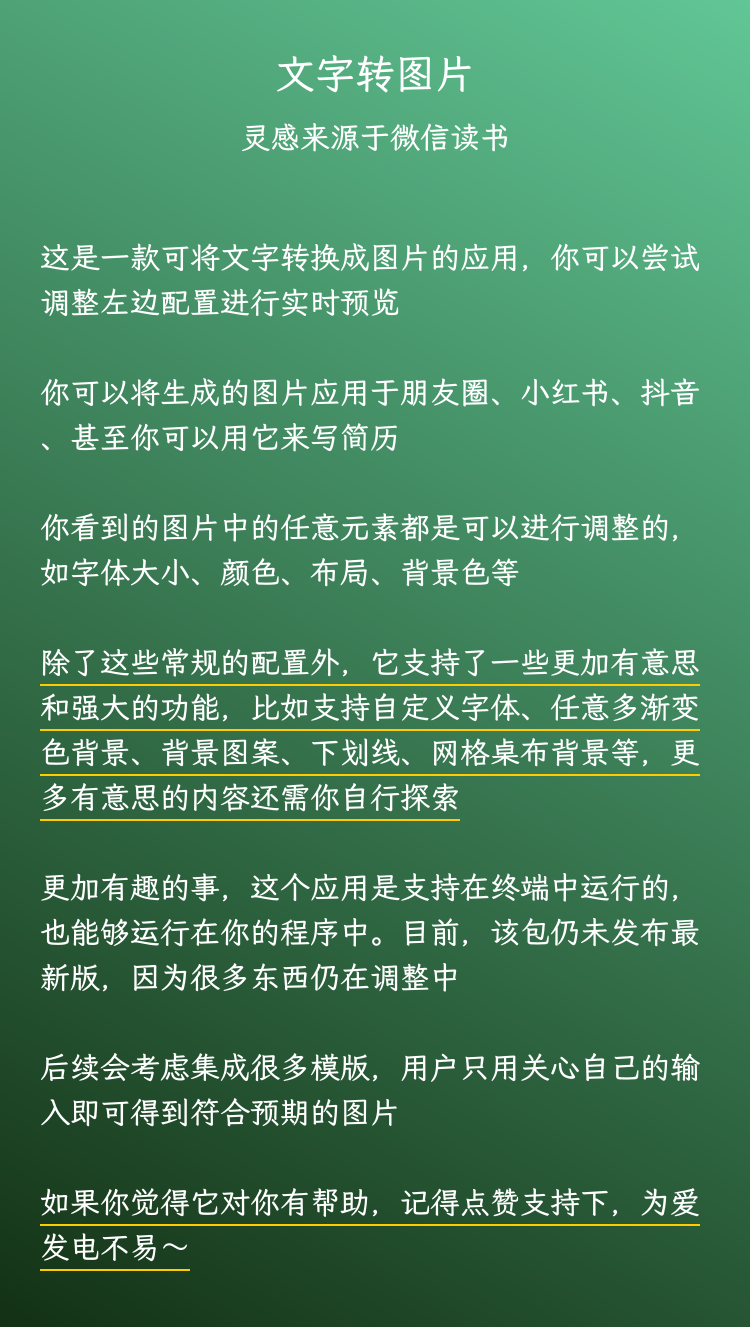 文字转图片
灵感来源于微信读书
这是一款可将文字转换成图片的应用，你可以尝试
调整左边配置进行实时预览
你可以将生成的图片应用于朋友圈、小红书、抖音
、甚至你可以用它来写简历
你看到的图片中的任意元素都是可以进行调整的，
如字体大小、颜色、布局、背景色等
除了这些常规的配置外，它支持了一些更加有意思
和强大的功能，比如支持自定义字体、任意多渐变
色背景、背景图案、下划线、网格桌布背景等，更
多有意思的内容还需你自行探索
更加有趣的事，这个应用是支持在终端中运行的，
也能够运行在你的程序中。目前，该包仍未发布最
新版，因为很多东西仍在调整中
后续会考虑集成很多模版，用户只用关心自己的输
入即可得到符合预期的图片
如果你觉得它对你有帮助，记得点赞支持下，为爱
发电不易～